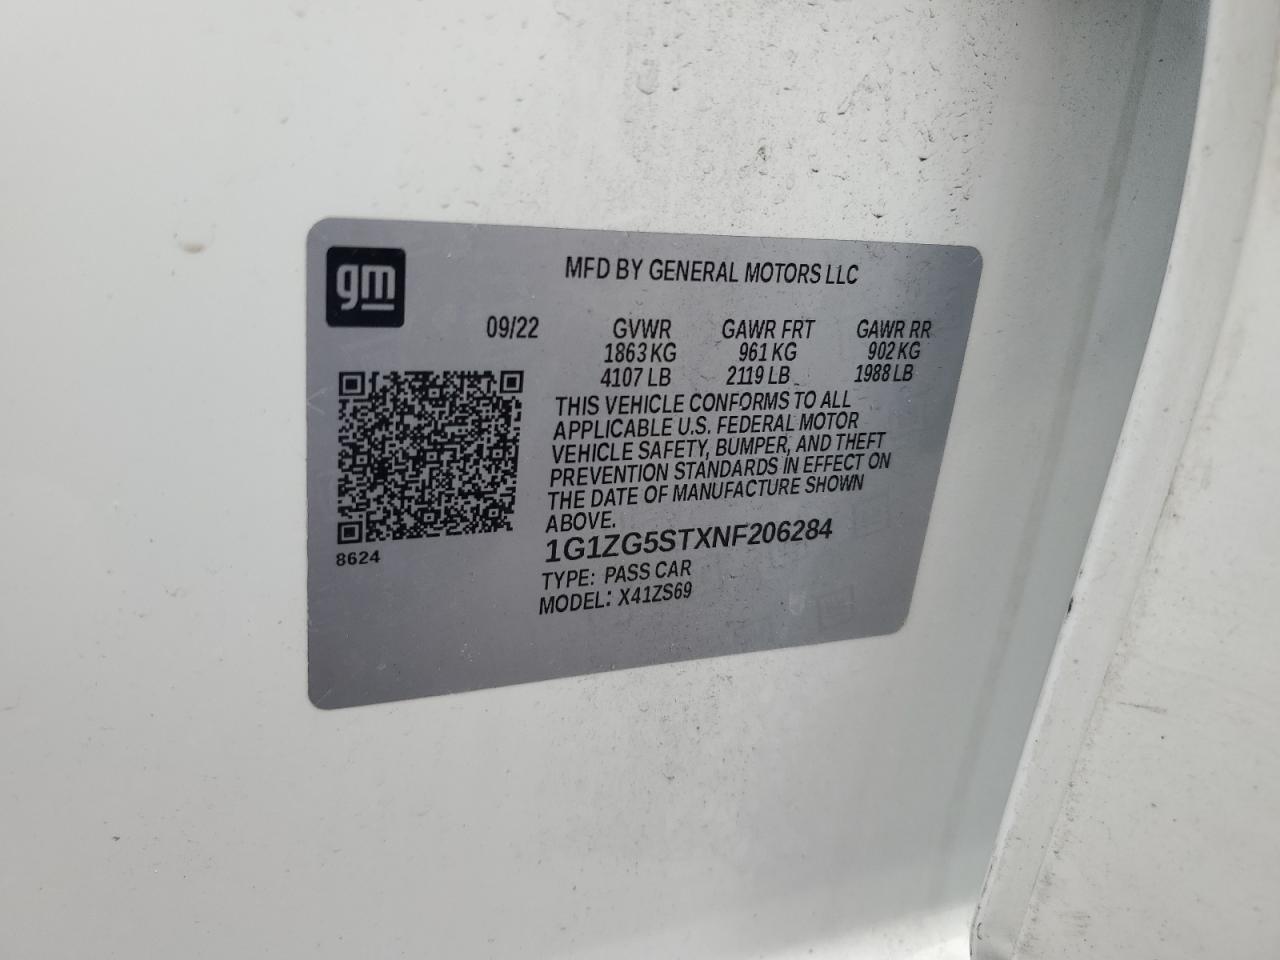 gm
MFD BY GENERAL MOTORS LLC
09/22 GVWR GAWR FRT GAWR RR
1863 KG 961 KG 902 KG
4107 LB 2119 LB 1988 LB
THIS VEHICLE CONFORMS TO ALL
APPLICABLE U.S. FEDERAL MOTOR
VEHICLE SAFETY, BUMPER, AND THEFT
PREVENTION STANDARDS IN EFFECT ON
THE DATE OF MANUFACTURE SHOWN
ABOVE.
1G1ZG5STXNF206284
8624
TYPE: PASS CAR
MODEL: X41ZS69